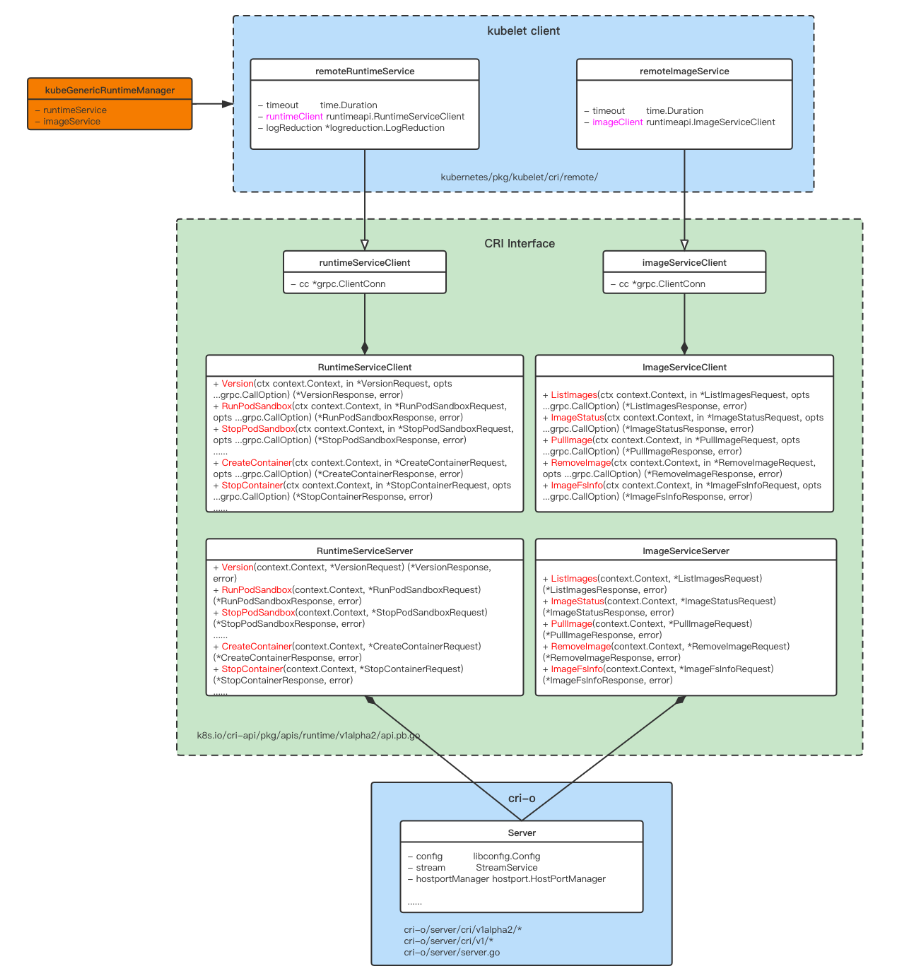 kubelet client
kubeGenericRuntimeManager
– runtimeService
– imageService
remoteRuntimeService
– timeout time.Duration
– runtimeClient runtimeapi.RuntimeServiceClient
– logReduction *logreduction.LogReduction
remoteImageService
– timeout time.Duration
– imageClient runtimeapi.ImageServiceClient
kubernetes/pkg/kubelet/cri/remote/
CRI Interface
runtimeServiceClient
– cc *grpc.ClientConn
imageServiceClient
– cc *grpc.ClientConn
RuntimeServiceClient
+ Version(ctx context.Context, in *VersionRequest, opts
...grpc.CallOption) (*VersionResponse, error)
+ RunPodSandbox(ctx context.Context, in *RunPodSandboxRequest,
opts ...grpc.CallOption) (*RunPodSandboxResponse, error)
+ StopPodSandbox(ctx context.Context, in *StopPodSandboxRequest,
opts ...grpc.CallOption) (*StopPodSandboxResponse, error)
......
+ CreateContainer(ctx context.Context, in *CreateContainerRequest,
opts ...grpc.CallOption) (*CreateContainerResponse, error)
+ StopContainer(ctx context.Context, in *StopContainerRequest, opts
...grpc.CallOption) (*StopContainerResponse, error)
......
ImageServiceClient
+ ListImages(ctx context.Context, in *ListImagesRequest, opts
...grpc.CallOption) (*ListImagesResponse, error)
+ ImageStatus(ctx context.Context, in *ImageStatusRequest, opts
...grpc.CallOption) (*ImageStatusResponse, error)
+ PullImage(ctx context.Context, in *PullImageRequest, opts
...grpc.CallOption) (*PullImageResponse, error)
+ RemoveImage(ctx context.Context, in *RemoveImageRequest,
opts ...grpc.CallOption) (*RemoveImageResponse, error)
+ ImageFsInfo(ctx context.Context, in *ImageFsInfoRequest, opts
...grpc.CallOption) (*ImageFsInfoResponse, error)
RuntimeServiceServer
+ Version(context.Context, *VersionRequest) (*VersionResponse,
error)
+ RunPodSandbox(context.Context, *RunPodSandboxRequest)
(*RunPodSandboxResponse, error)
+ StopPodSandbox(context.Context, *StopPodSandboxRequest)
(*StopPodSandboxResponse, error)
......
+ CreateContainer(context.Context, *CreateContainerRequest)
(*CreateContainerResponse, error)
+ StopContainer(context.Context, *StopContainerRequest)
(*StopContainerResponse, error)
......
ImageServiceServer
+ ListImages(context.Context, *ListImagesRequest)
(*ListImagesResponse, error)
+ ImageStatus(context.Context, *ImageStatusRequest)
(*ImageStatusResponse, error)
+ PullImage(context.Context, *PullImageRequest)
(*PullImageResponse, error)
+ RemoveImage(context.Context, *RemoveImageRequest)
(*RemoveImageResponse, error)
+ ImageFsInfo(context.Context, *ImageFsInfoRequest)
(*ImageFsInfoResponse, error)
k8s.io/cri-api/pkg/apis/runtime/v1alpha2/api.pb.go
cri-o
Server
– config libconfig.Config
– stream StreamService
– hostportManager hostport.HostPortManager
......
cri-o/server/cri/v1alpha2/*
cri-o/server/cri/v1/*
cri-o/server/server.go